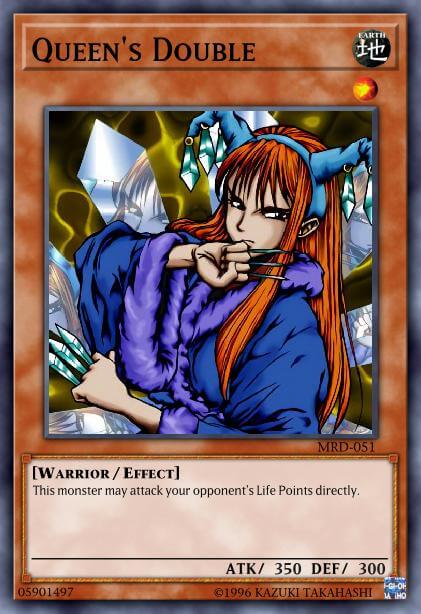 QUEEN'S DOUBLE
EARTH
地
MRD-051
[WARRIOR / EFFECT]
This monster may attack your opponent's Life Points directly.
ATK/ 350 DEF/ 300
05901497
©1996 KAZUKI TAKAHASHI